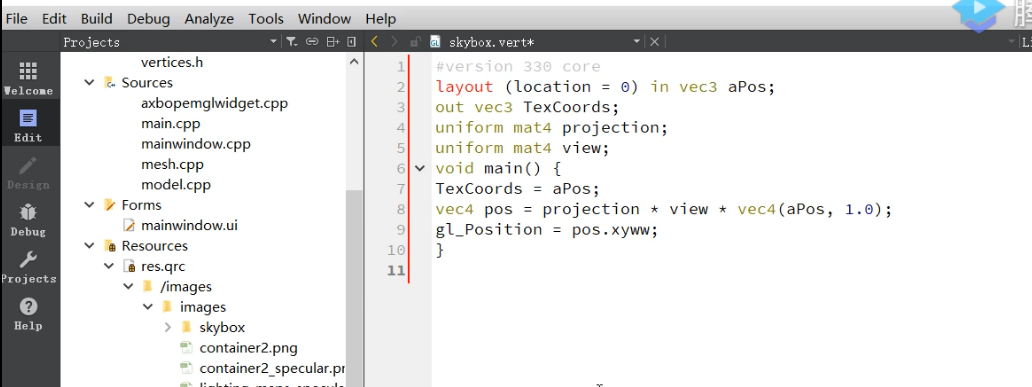 File Edit Build Debug Analyze Tools Window Help
Projects
skybox.vert*
Welcome
Edit
Design
Debug
Projects
Help
vertices.h
Sources
axbopemglwidget.cpp
main.cpp
mainwindow.cpp
mesh.cpp
model.cpp
Forms
mainwindow.ui
Resources
res.qrc
/images
images
skybox
container2.png
container2_specular.pr
1 #version 330 core
2 layout (location = 0) in vec3 aPos;
3 out vec3 TexCoords;
4 uniform mat4 projection;
5 uniform mat4 view;
6 void main() {
7 TexCoords = aPos;
8 vec4 pos = projection * view * vec4(aPos, 1.0);
9 gl_Position = pos.xyww;
10 }
11